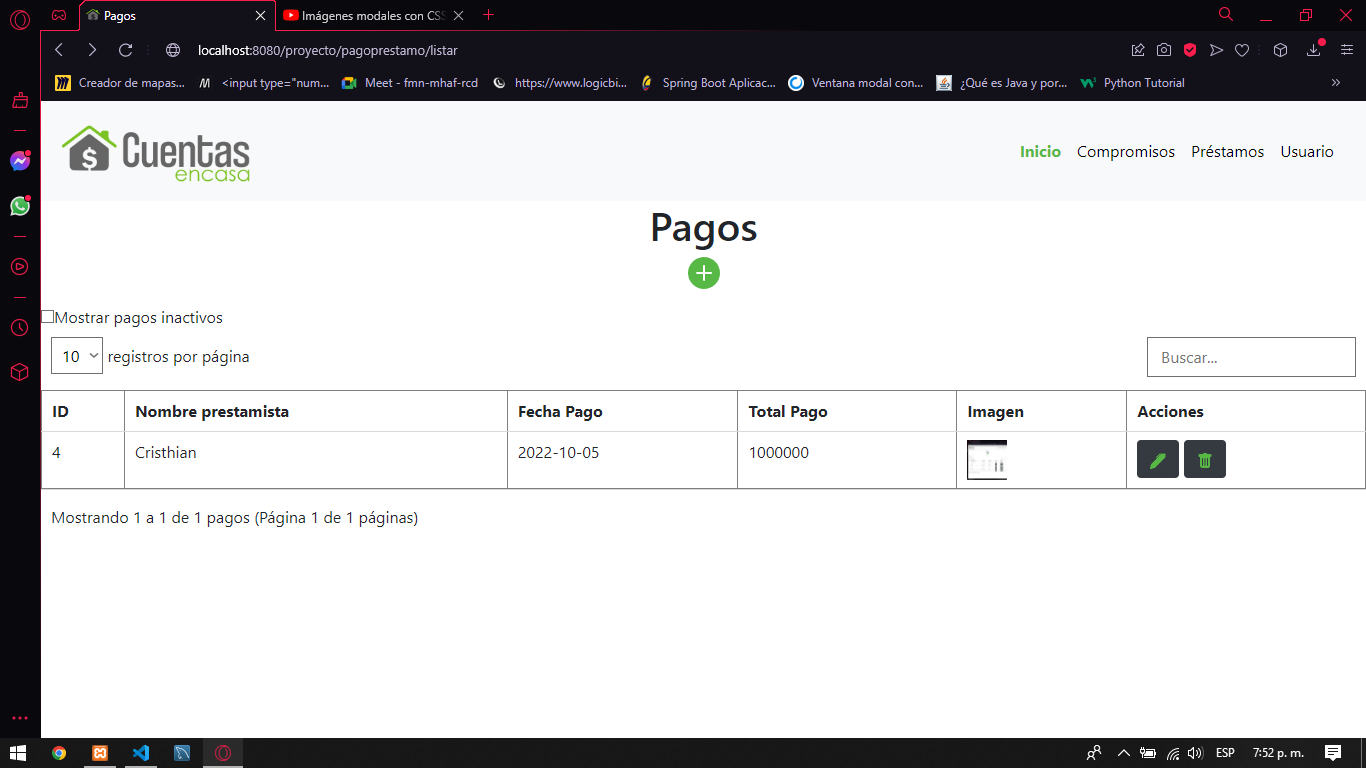 Pagos
Imágenes modales con CSS
localhost:8080/proyecto/pagoprestamo/listar
Creador de mapas...
<input type="num...
Meet - fmn-mhaf-rcd
https://www.logicbi...
Spring Boot Aplicac...
Ventana modal con...
¿Qué es Java y por...
Python Tutorial
Cuentas
encasa
Inicio
Compromisos
Préstamos
Usuario
Pagos
Mostrar pagos inactivos
10 registros por página
Buscar...
ID Nombre prestamista Fecha Pago Total Pago Imagen Acciones
4 Cristhian 2022-10-05 1000000
Mostrando 1 a 1 de 1 pagos (Página 1 de 1 páginas)
ESP
7:52 p. m.